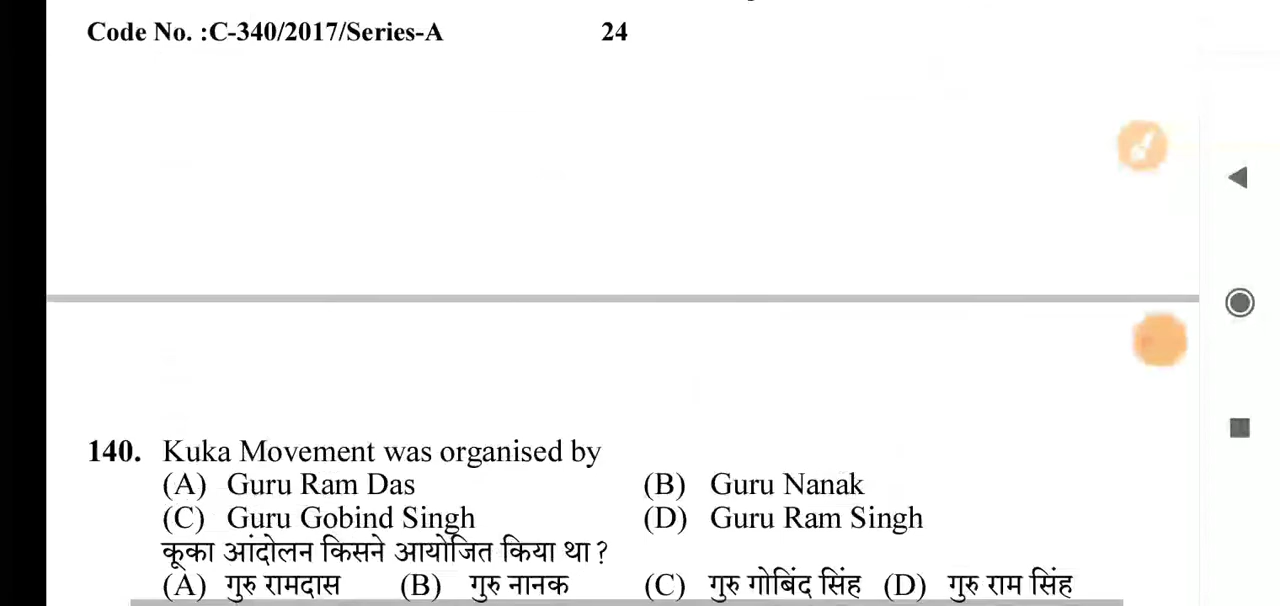 Code No. :C-340/2017/Series-A 24
140. Kuka Movement was organised by
(A) Guru Ram Das (B) Guru Nanak
(C) Guru Gobind Singh (D) Guru Ram Singh
कूका आंदोलन किसने आयोजित किया था ?
(A) गुरु रामदास (B) गुरु नानक (C) गुरु गोबिंद सिंह (D) गुरु राम सिंह